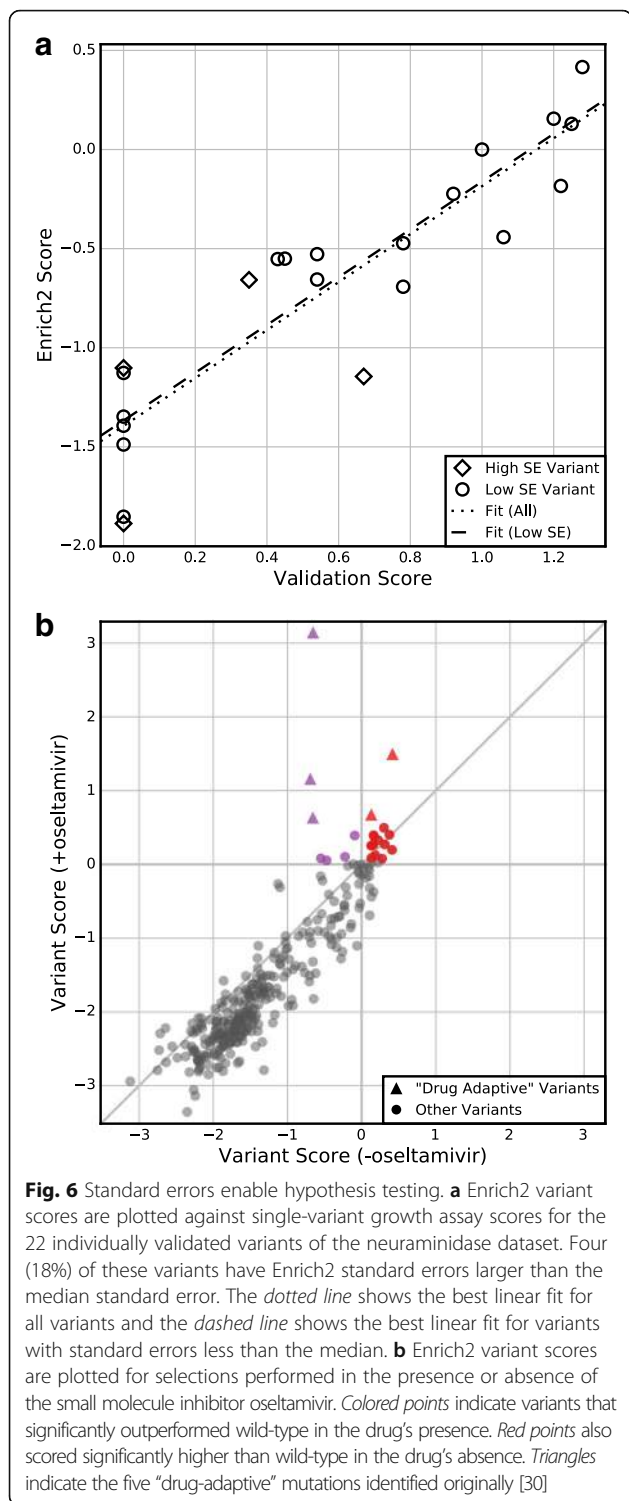 a
0.5
0.0
−0.5
−1.0
−1.5
−2.0
Enrich2 Score
High SE Variant
Low SE Variant
Fit (All)
Fit (Low SE)
0.0 0.2 0.4 0.6 0.8 1.0 1.2
Validation Score
b
3
2
1
0
−1
−2
−3
Variant Score (+oseltamivir)
"Drug Adaptive" Variants
Other Variants
−3 −2 −1 0 1 2 3
Variant Score (-oseltamivir)
Fig. 6 Standard errors enable hypothesis testing. a Enrich2 variant
scores are plotted against single-variant growth assay scores for the
22 individually validated variants of the neuraminidase dataset. Four
(18%) of these variants have Enrich2 standard errors larger than the
median standard error. The dotted line shows the best linear fit for
all variants and the dashed line shows the best linear fit for variants
with standard errors less than the median. b Enrich2 variant scores
are plotted for selections performed in the presence or absence of
the small molecule inhibitor oseltamivir. Colored points indicate variants that
significantly outperformed wild-type in the drug's presence. Red points also
scored significantly higher than wild-type in the drug's absence. Triangles
indicate the five "drug-adaptive" mutations identified originally [30]